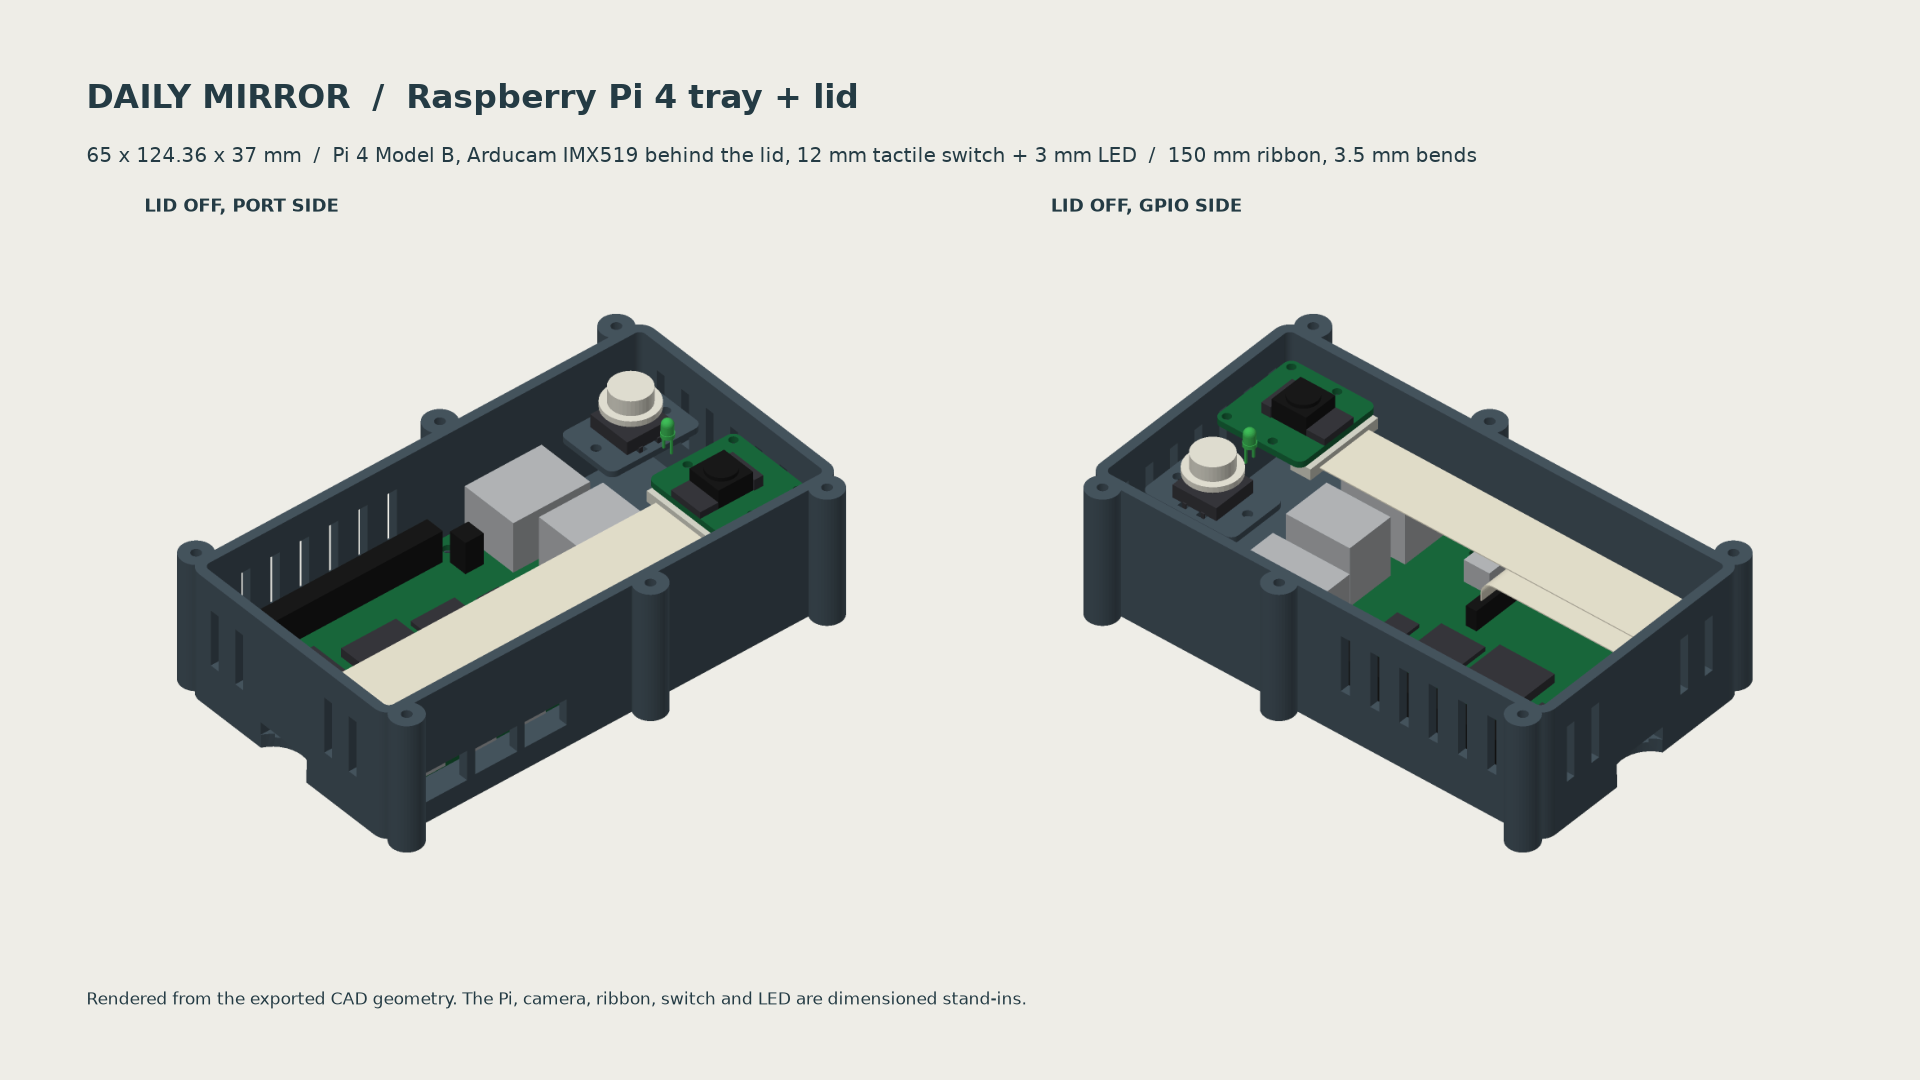 DAILY MIRROR / Raspberry Pi 4 tray + lid
65 x 124.36 x 37 mm / Pi 4 Model B, Arducam IMX519 behind the lid, 12 mm tactile switch + 3 mm LED / 150 mm ribbon, 3.5 mm bends
LID OFF, PORT SIDE
LID OFF, GPIO SIDE
Rendered from the exported CAD geometry. The Pi, camera, ribbon, switch and LED are dimensioned stand-ins.